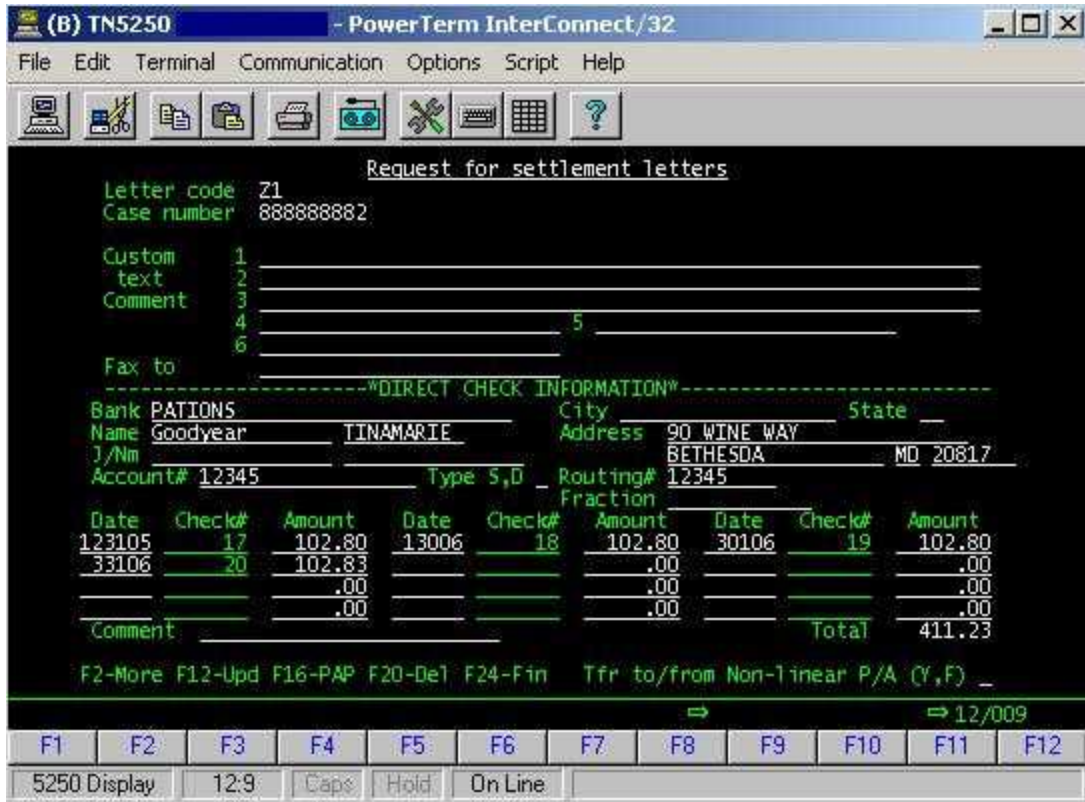 (B) TN5250 - PowerTerm InterConnect/32
File Edit Terminal Communication Options Script Help
Request for settlement letters
Letter code Z1
Case number 888888882
Custom 1
text 2
Comment 3
4 5
6
Fax to
*DIRECT CHECK INFORMATION*
Bank PATIONS City State
Name Goodyear TINAMARIE Address 90 WINE WAY
J/Nm BETHESDA MD 20817
Account# 12345 Type S,D Routing# 12345
Fraction
Date Check# Amount Date Check# Amount Date Check# Amount
123105 17 102.80 13006 18 102.80 30106 19 102.80
33106 20 102.83 .00 .00
.00 .00 .00
.00 .00 .00
Comment Total 411.23
F2-More F12-Upd F16-PAP F20-Del F24-Fin Tfr to/from Non-linear P/A (Y,F)
12/009
F1 F2 F3 F4 F5 F6 F7 F8 F9 F10 F11 F12
5250 Display 12:9 Caps Hold On Line